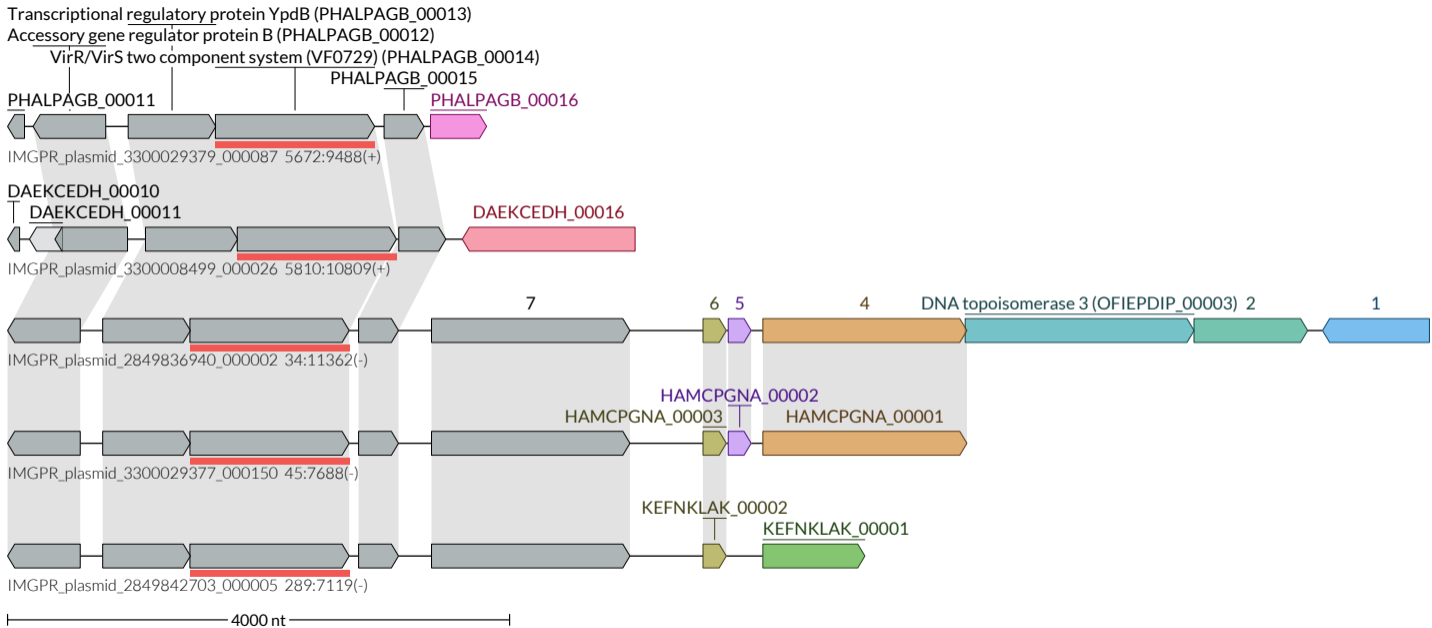 Transcriptional regulatory protein YpdB (PHALPAGB_00013)
Accessory gene regulator protein B (PHALPAGB_00012)
VirR/VirS two component system (VF0729) (PHALPAGB_00014)
PHALPAGB_00015
PHALPAGB_00011 PHALPAGB_00016
IMGPR_plasmid_3300029379_000087 5672:9488(+)
DAEKCEDH_00010
DAEKCEDH_00011 DAEKCEDH_00016
IMGPR_plasmid_3300008499_000026 5810:10809(+)
7 6 5 4 DNA topoisomerase 3 (OFIEPDIP_00003) 2 1
IMGPR_plasmid_2849836940_000002 34:11362(-)
HAMCPGNA_00002
HAMCPGNA_00003 HAMCPGNA_00001
IMGPR_plasmid_3300029377_000150 45:7688(-)
KEFNKLAK_00002
KEFNKLAK_00001
IMGPR_plasmid_2849842703_000005 289:7119(-)
4000 nt